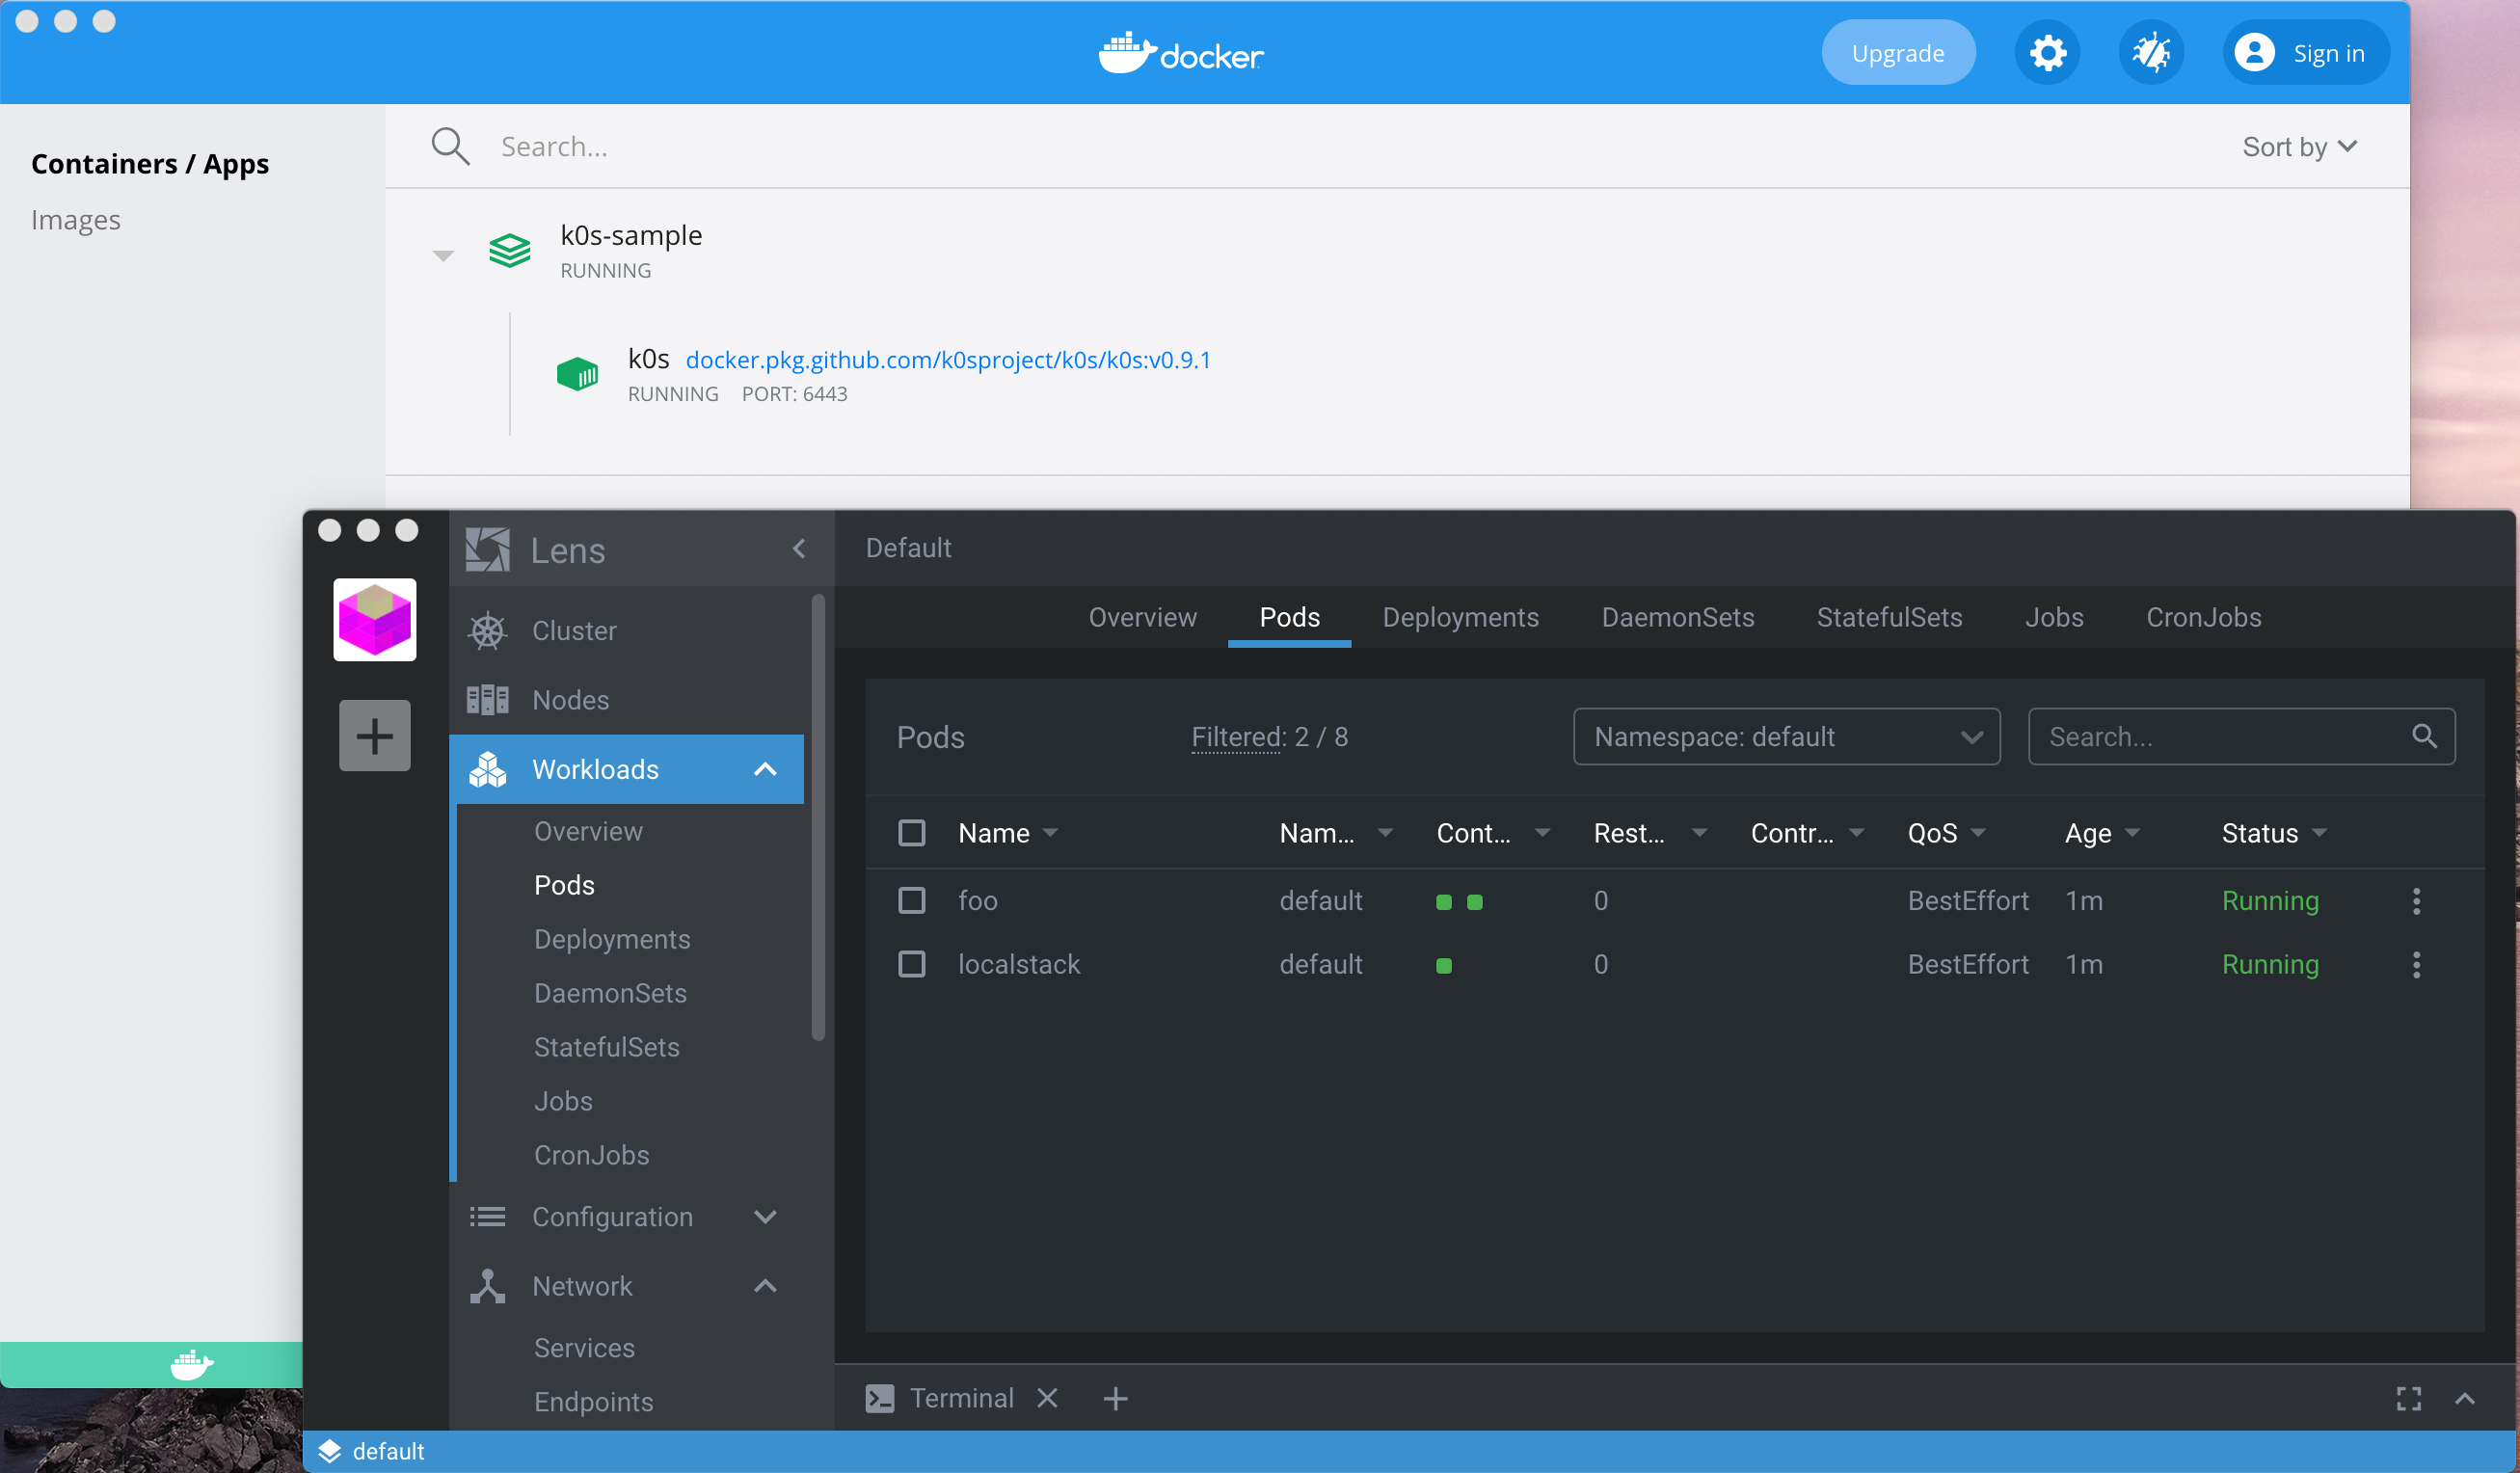 docker
Upgrade
Sign in
Containers / Apps
Images
Search...
Sort by
k0s-sample
RUNNING
k0s docker.pkg.github.com/k0sproject/k0s/k0s:v0.9.1
RUNNING PORT: 6443
Lens
Cluster
Nodes
Workloads
Overview
Pods
Deployments
DaemonSets
StatefulSets
Jobs
CronJobs
Configuration
Network
Services
Endpoints
Default
Overview Pods Deployments DaemonSets StatefulSets Jobs CronJobs
Pods Filtered: 2 / 8 Namespace: default Search...
Name Nam... Cont... Rest... Contr... QoS Age Status
foo default 0 BestEffort 1m Running
localstack default 0 BestEffort 1m Running
Terminal
default